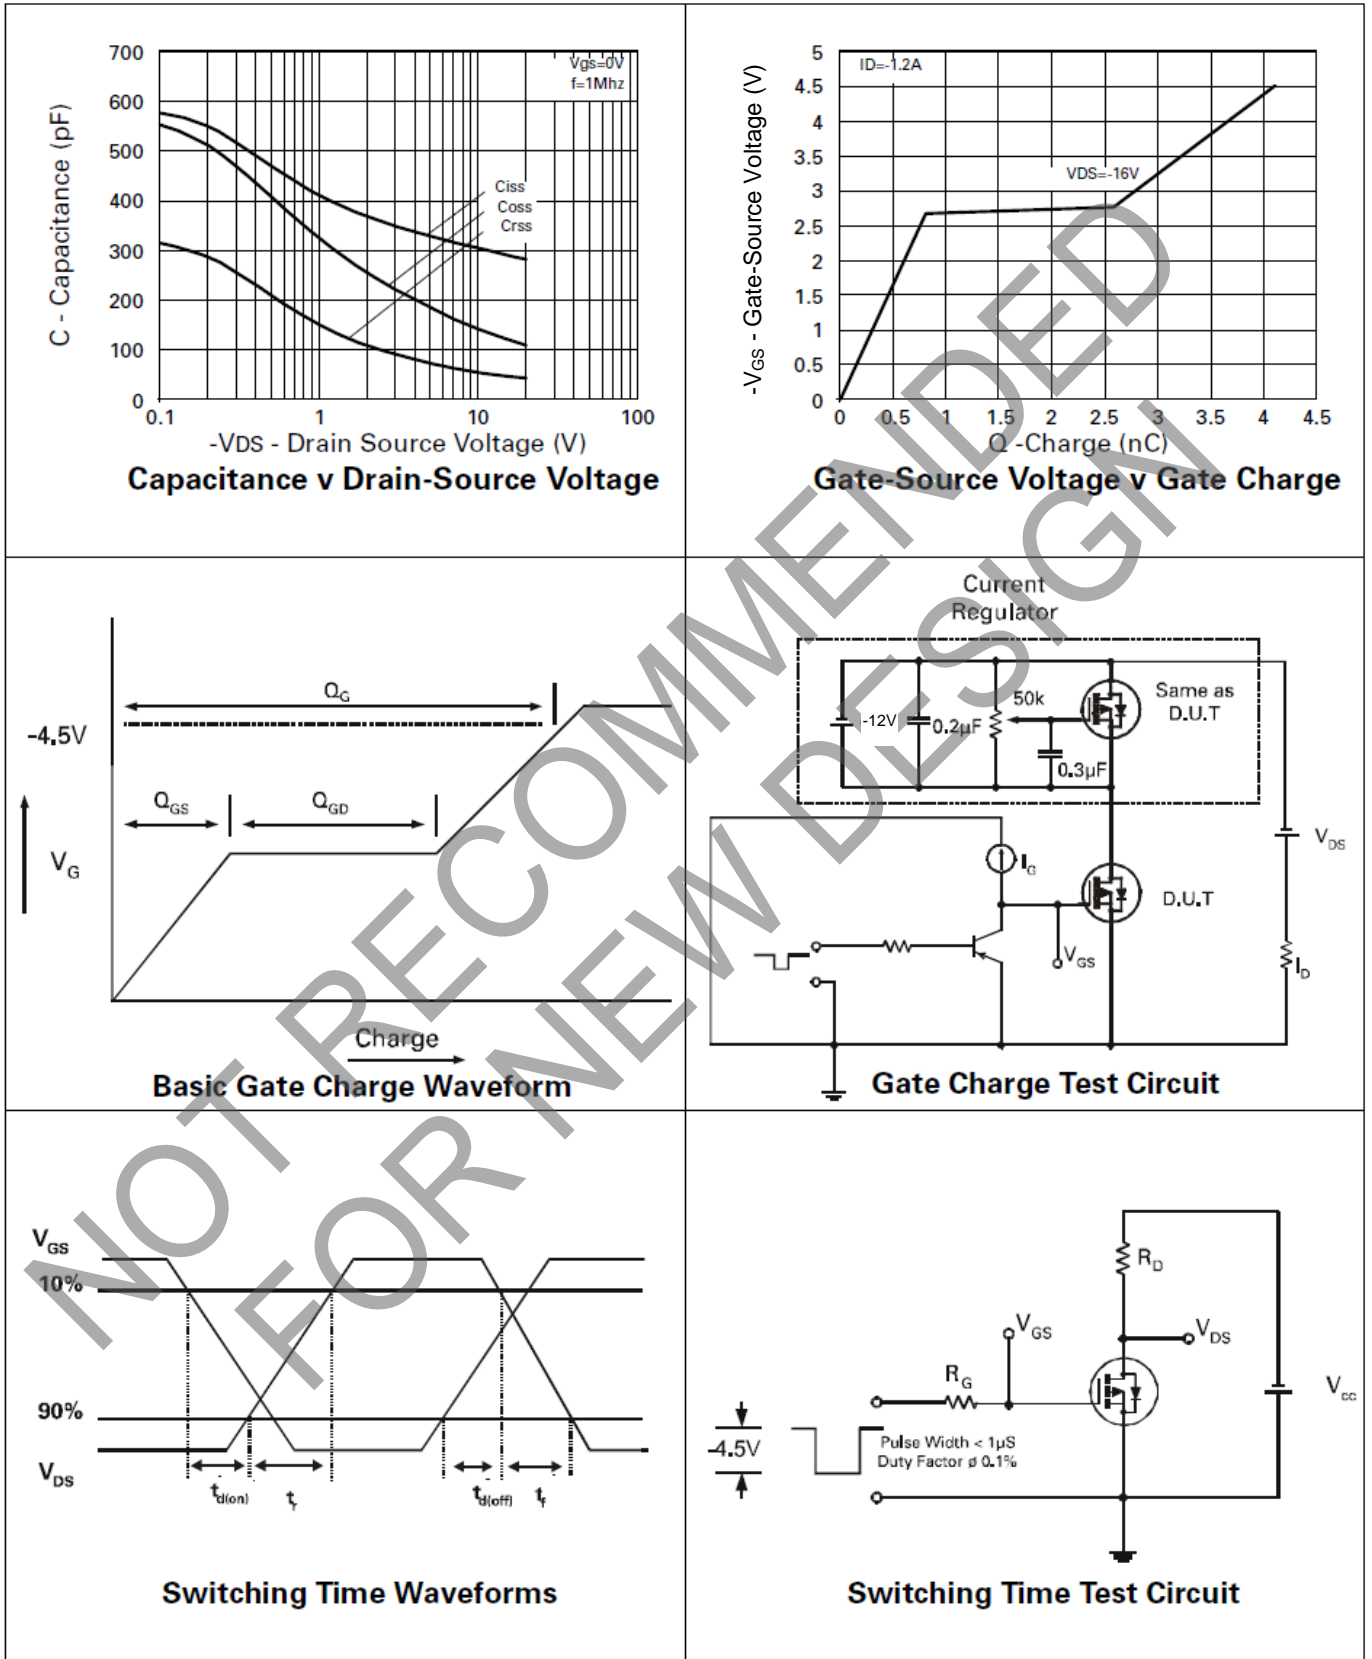 700
600
500
400
300
200
100
0
0.1
1
10
100
C - Capacitance (pF)
Vgs=0V
f=1Mhz
Ciss
Coss
Crss
-VDS - Drain Source Voltage (V)
Capacitance v Drain-Source Voltage
5
4.5
4
3.5
3
2.5
2
1.5
1
0.5
0
0
0.5
1
1.5
2
2.5
3
3.5
4
4.5
-VGS - Gate-Source Voltage (V)
ID=-1.2A
VDS=-16V
Q -Charge (nC)
Gate-Source Voltage v Gate Charge
QG
-4.5V
QGS
QGD
VG
Charge
Basic Gate Charge Waveform
Current
Regulator
-12V
0.2µF
50k
0.3µF
Same as
D.U.T
IG
VGS
D.U.T
VDS
ID
Gate Charge Test Circuit
VGS
10%
90%
VDS
td(on)
tr
td(off)
tf
Switching Time Waveforms
RD
VGS
VDS
RG
Vcc
-4.5V
Pulse Width < 1µS
Duty Factor ø 0.1%
Switching Time Test Circuit
NOT RECOMMENDED
FOR NEW DESIGN